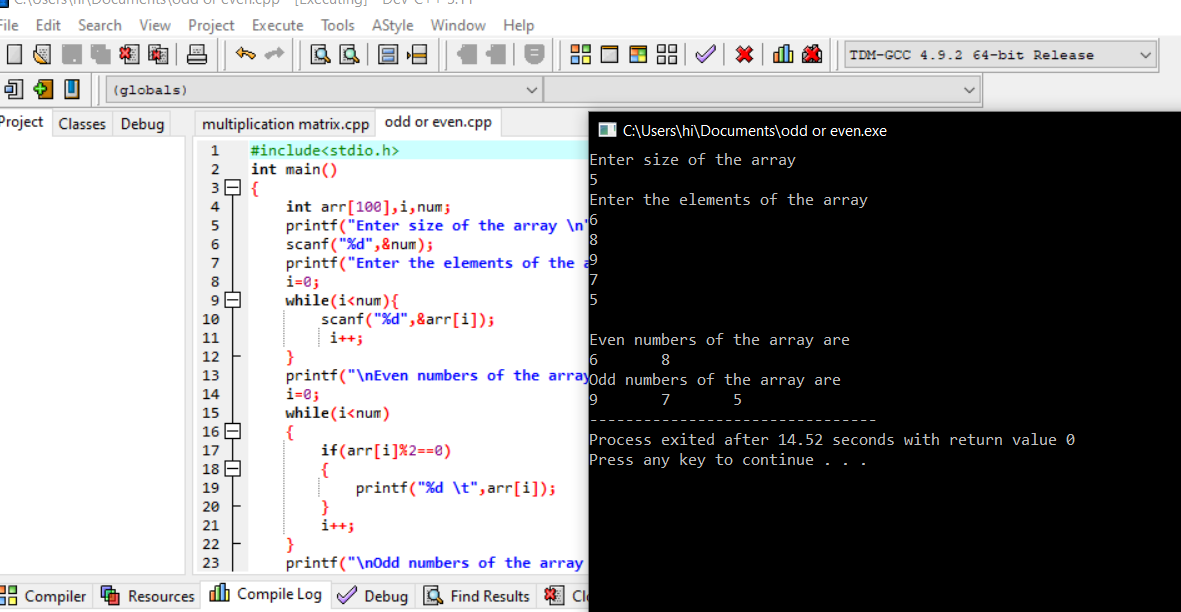 C:\Users\hi\Documents\odd or even.cpp - [Executing] - Dev-C++ 5.11
File Edit Search View Project Execute Tools AStyle Window Help
TDM-GCC 4.9.2 64-bit Release
(globals)
Project Classes Debug
multiplication matrix.cpp odd or even.cpp
1 #include<stdio.h>
2 int main()
3 {
4 int arr[100],i,num;
5 printf("Enter size of the array \n"
6 scanf("%d",&num);
7 printf("Enter the elements of the a
8 i=0;
9 while(i<num){
10 scanf("%d",&arr[i]);
11 i++;
12 }
13 printf("\nEven numbers of the array
14 i=0;
15 while(i<num)
16 {
17 if(arr[i]%2==0)
18 {
19 printf("%d \t",arr[i]);
20 }
21 i++;
22 }
23 printf("\nOdd numbers of the array
C:\Users\hi\Documents\odd or even.exe
Enter size of the array
5
Enter the elements of the array
6
8
9
7
5
Even numbers of the array are
6 8
Odd numbers of the array are
9 7 5
--------------------------------
Process exited after 14.52 seconds with return value 0
Press any key to continue . . .
Compiler Resources Compile Log Debug Find Results Cl